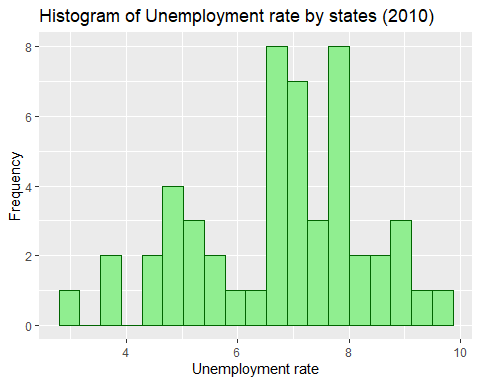 Histogram of Unemployment rate by states (2010)
8
6
4
2
0
Frequency
4 6 8 10
Unemployment rate